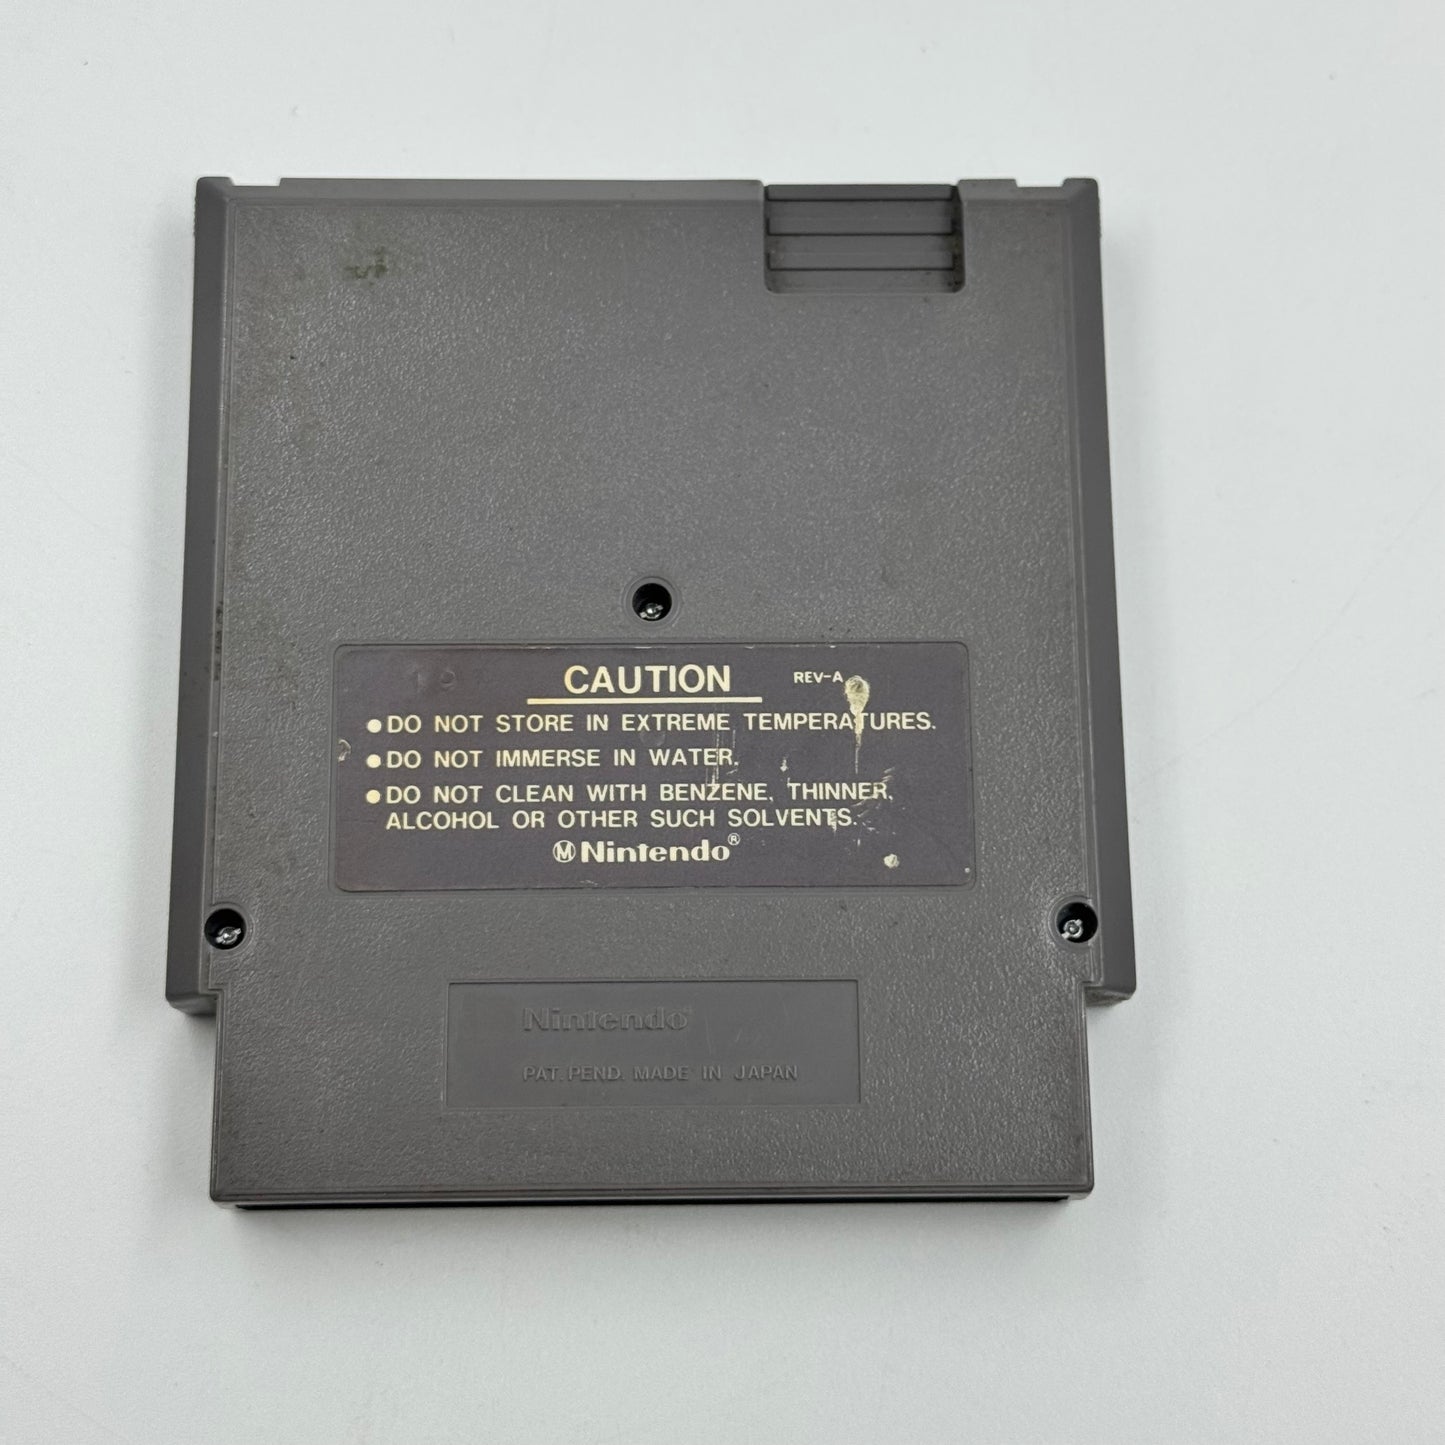 CAUTION REV-A
●DO NOT STORE IN EXTREME TEMPERATURES.
●DO NOT IMMERSE IN WATER.
●DO NOT CLEAN WITH BENZENE, THINNER,
ALCOHOL OR OTHER SUCH SOLVENTS.
Ⓜ Nintendo®
Nintendo®
PAT. PEND. MADE IN JAPAN